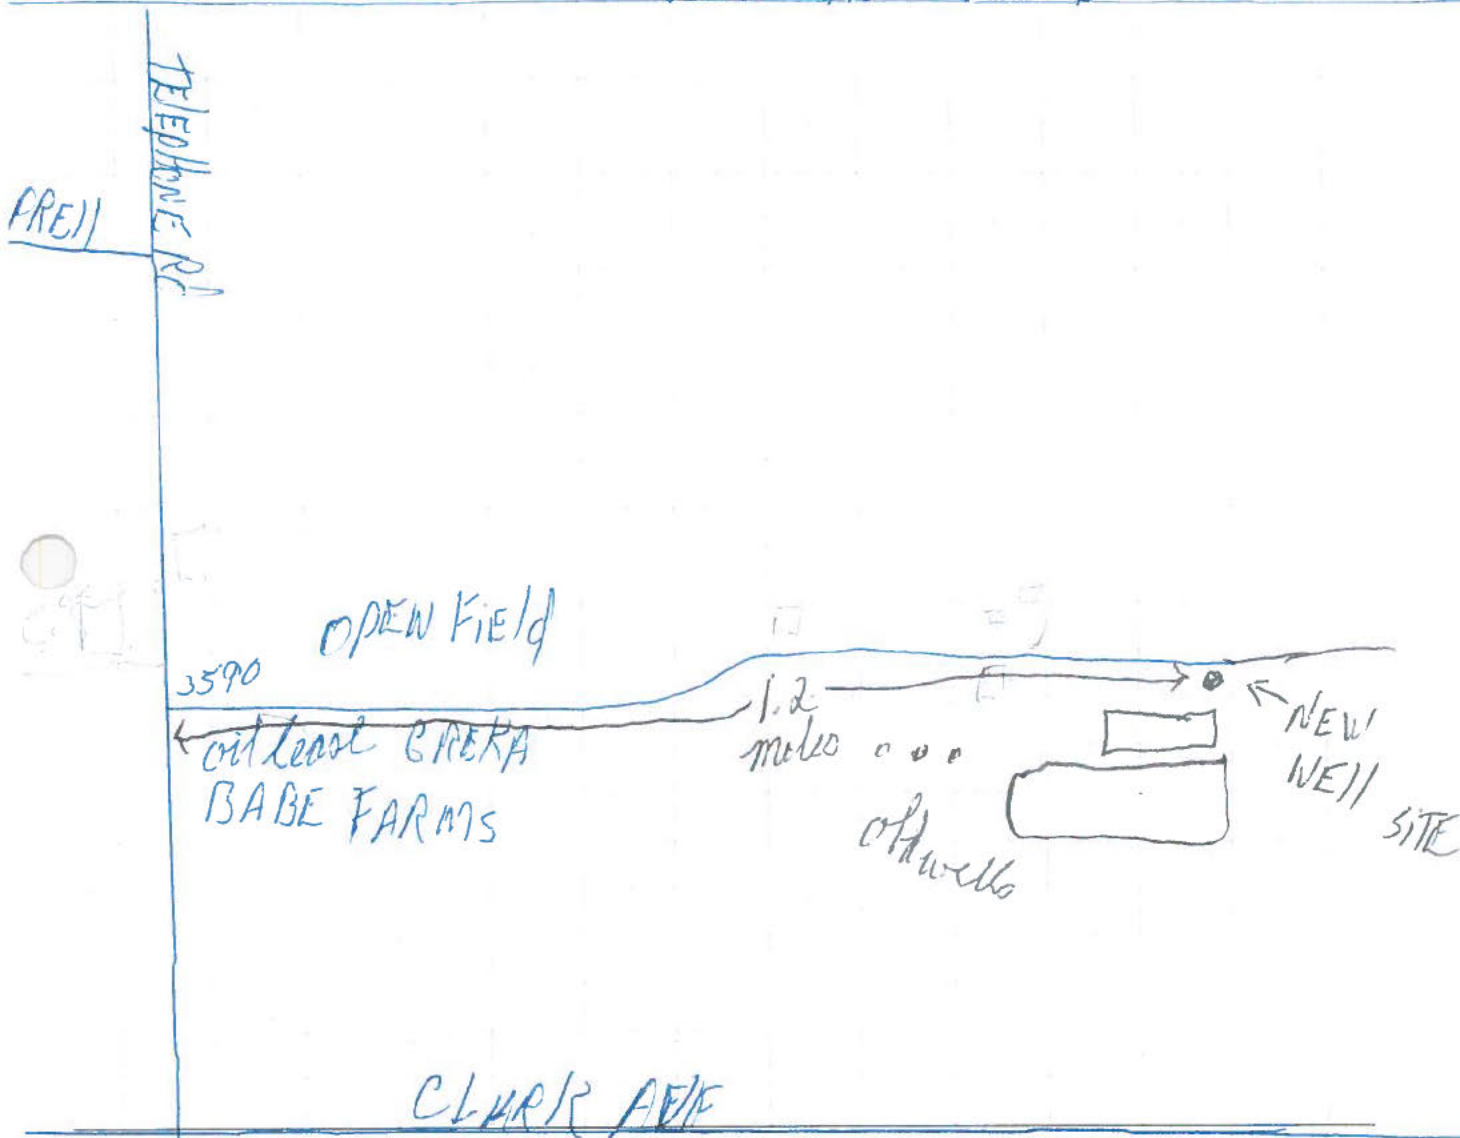 TElEphONE Rd
PREll
OPEN FiEld
3590
oil lease GREKA
BABE FARMS
1.2
miles
NEW
WEll
SiTE
wells
CLARK AVE